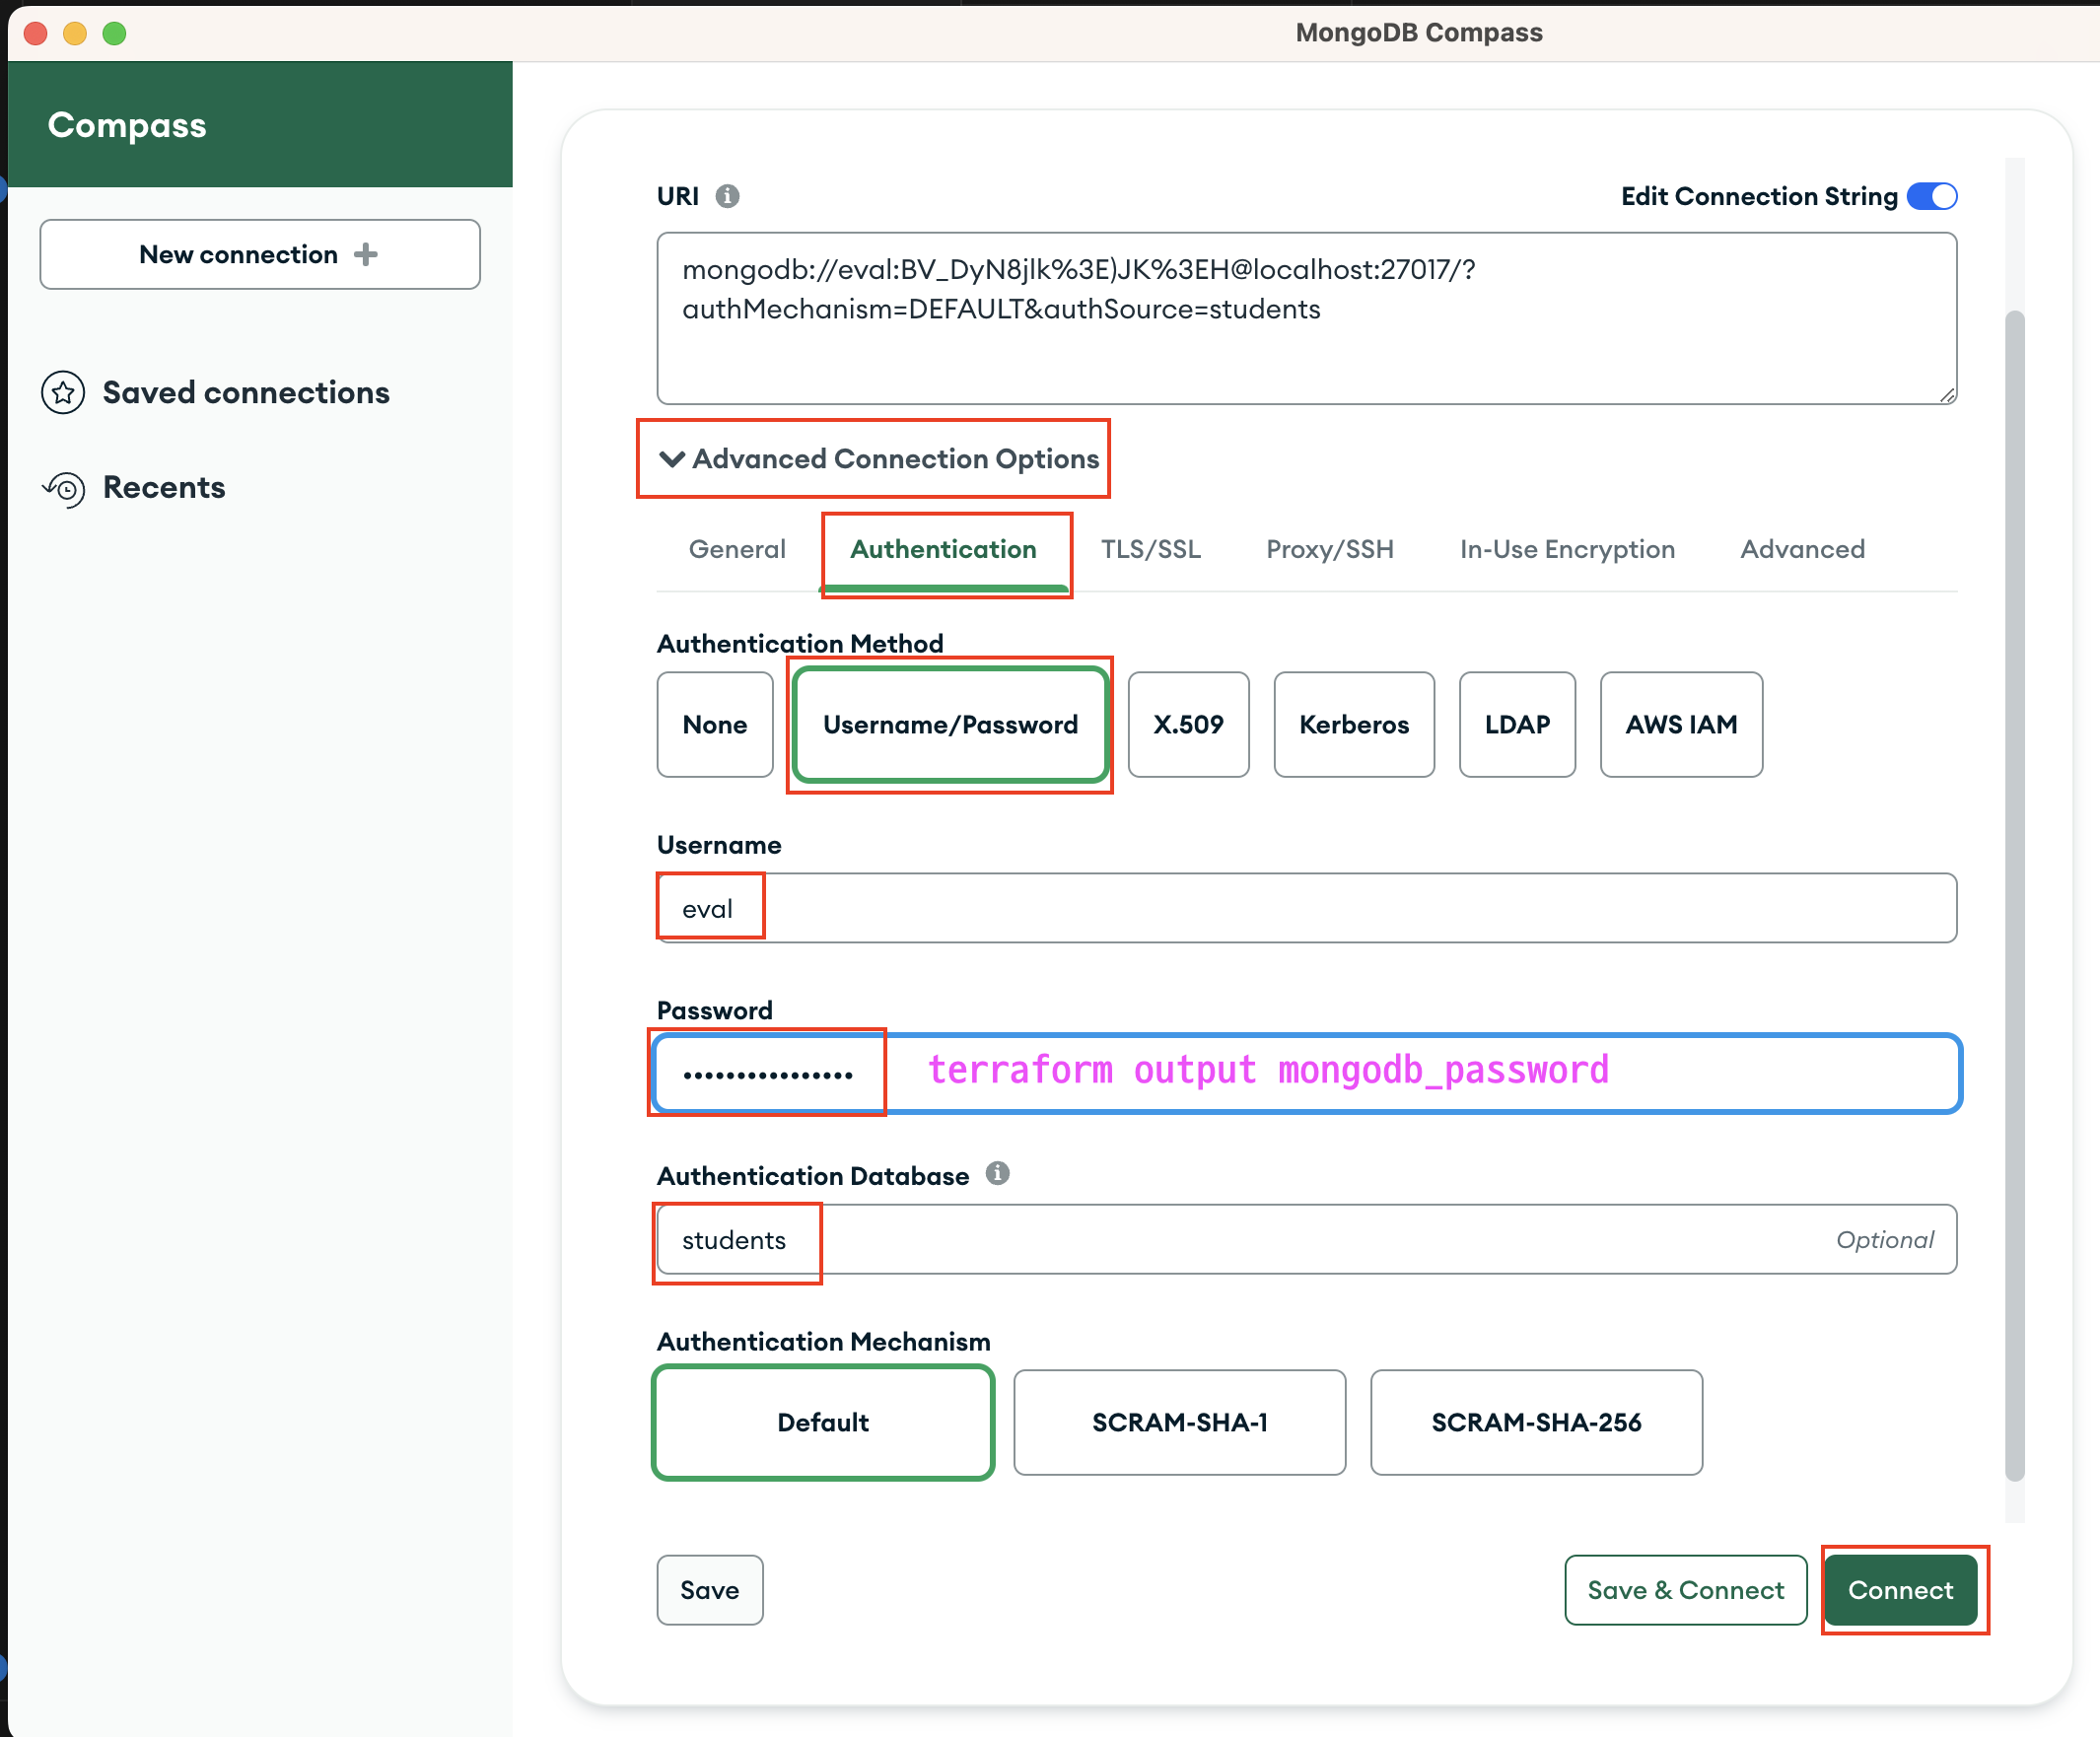 MongoDB Compass
Compass
New connection
Saved connections
Recents
URI
Edit Connection String
mongodb://eval:BV_DyN8jlk%3E)JK%3EH@localhost:27017/?
authMechanism=DEFAULT&authSource=students
Advanced Connection Options
General Authentication TLS/SSL Proxy/SSH In-Use Encryption Advanced
Authentication Method
None Username/Password X.509 Kerberos LDAP AWS IAM
Username
eval
Password
•••••••••••••••• terraform output mongodb_password
Authentication Database
students Optional
Authentication Mechanism
Default SCRAM-SHA-1 SCRAM-SHA-256
Save Save & Connect Connect